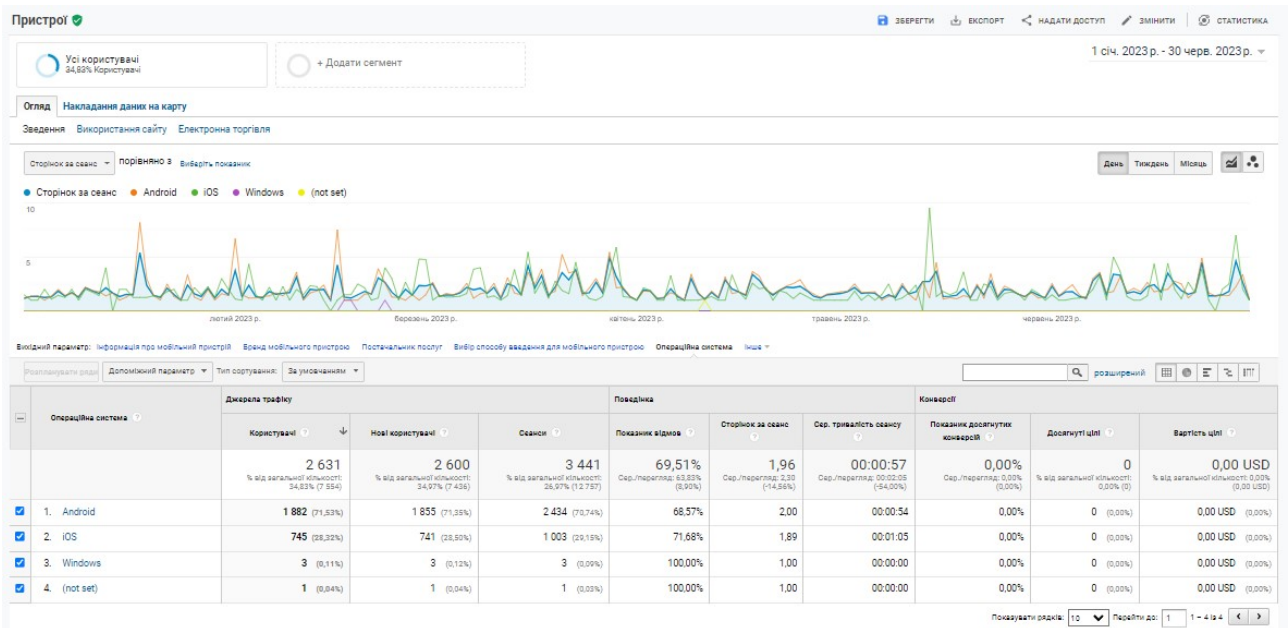 Пристрої
ЗБЕРЕГТИ ЕКСПОРТ НАДАТИ ДОСТУП ЗМІНИТИ СТАТИСТИКА
Усі користувачі
34,83% Користувачі
+ Додати сегмент
1 січ. 2023 р. - 30 черв. 2023 р.
Огляд Накладання даних на карту
Зведення Використання сайту Електронна торгівля
Сторінок за сеанс порівняно з Виберіть показник
День Тиждень Місяць
Сторінок за сеанс Android iOS Windows (not set)
10
5
лютий 2023 р. березень 2023 р. квітень 2023 р. травень 2023 р. червень 2023 р.
Вихідний параметр: Інформація про мобільний пристрій Бренд мобільного пристрою Постачальник послуг Вибір способу введення для мобільного пристрою Операційна система Інше
Розпланувати ряди Допоміжний параметр Тип сортування: За умовчанням розширений
Джерела трафіку Поведінка Конверсії
Операційна система ?
Користувачі ? Нові користувачі ? Сеанси ? Показник відмов ? Сторінок за сеанс ? Сер. тривалість сеансу ? Показник досягнутих конверсій ? Досягнуті цілі ? Вартість цілі ?
2 631 2 600 3 441 69,51% 1,96 00:00:57 0,00% 0 0,00 USD
% від загальної кількості: 34,83% (7 554) % від загальної кількості: 34,97% (7 436) % від загальної кількості: 26,97% (12 757) Сер./перегляд: 63,83% (8,90%) Сер./перегляд: 2,30 (-14,56%) Сер./перегляд: 00:02:05 (-54,00%) Сер./перегляд: 0,00% (0,00%) % від загальної кількості: 0,00% (0) % від загальної кількості: 0,00% (0,00 USD)
1. Android 1 882 (71,53%) 1 855 (71,35%) 2 434 (70,74%) 68,57% 2,00 00:00:54 0,00% 0 (0,00%) 0,00 USD (0,00%)
2. iOS 745 (28,32%) 741 (28,50%) 1 003 (29,15%) 71,68% 1,89 00:01:05 0,00% 0 (0,00%) 0,00 USD (0,00%)
3. Windows 3 (0,11%) 3 (0,12%) 3 (0,09%) 100,00% 1,00 00:00:00 0,00% 0 (0,00%) 0,00 USD (0,00%)
4. (not set) 1 (0,04%) 1 (0,04%) 1 (0,03%) 100,00% 1,00 00:00:00 0,00% 0 (0,00%) 0,00 USD (0,00%)
Показувати рядків: 10 Перейти до: 1 1 – 4 із 4